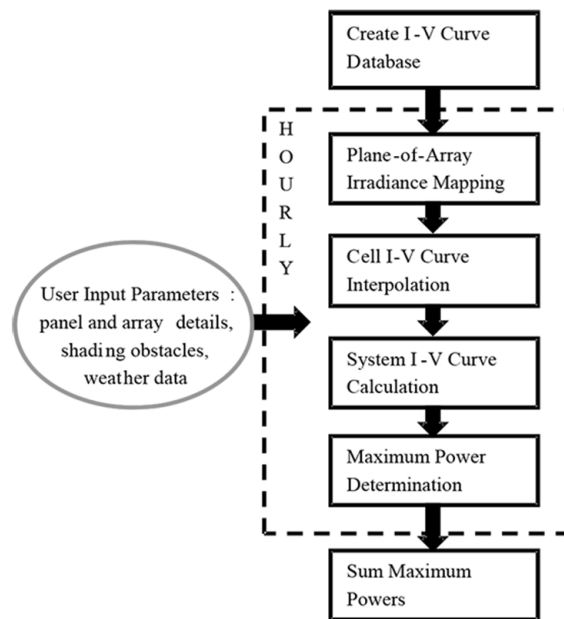 Create I-V Curve
Database
H
O
U
R
L
Y
Plane-of-Array
Irradiance Mapping
Cell I-V Curve
Interpolation
User Input Parameters :
panel and array details,
shading obstacles,
weather data
System I-V Curve
Calculation
Maximum Power
Determination
Sum Maximum
Powers